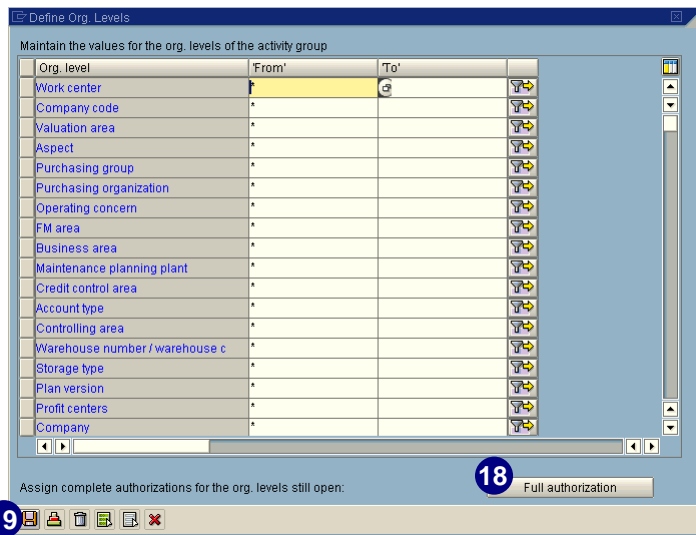 Define Org. Levels
Maintain the values for the org. levels of the activity group
Org. level 'From' 'To'
Work center *
Company code *
Valuation area *
Aspect *
Purchasing group *
Purchasing organization *
Operating concern *
FM area *
Business area *
Maintenance planning plant *
Credit control area *
Account type *
Controlling area *
Warehouse number / warehouse c *
Storage type *
Plan version *
Profit centers *
Company *
18
Assign complete authorizations for the org. levels still open: Full authorization
9